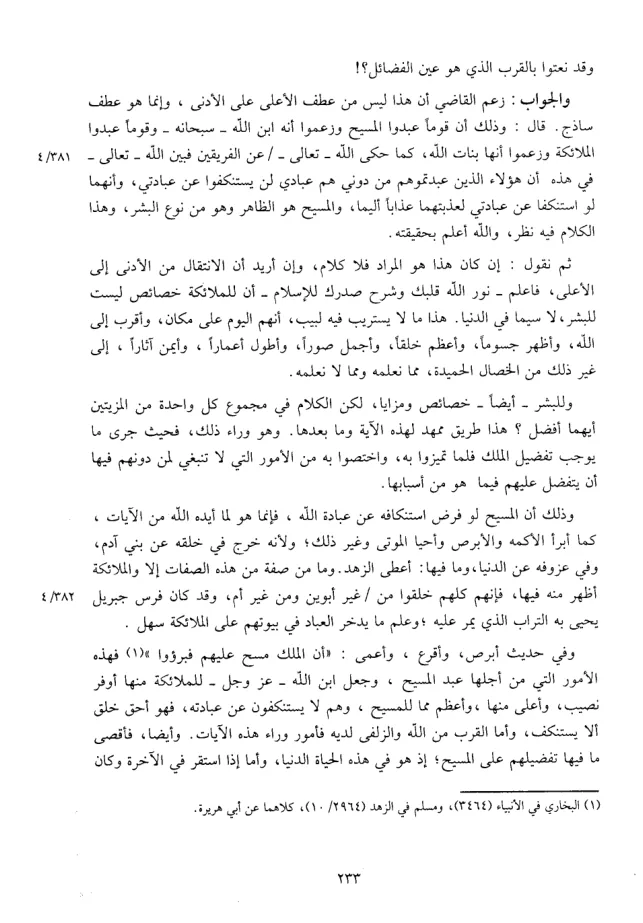 وقد نعتوا بالقرب الذي هو عين الفضائل؟!
والجواب : زعم القاضي أن هذا ليس من عطف الأعلى على الأدنى ، وإنما هو عطف
ساذج. قال : وذلك أن قوماً عبدوا المسيح وزعموا أنه ابن الله ــ سبحانه ــ وقوماً عبدوا
الملائكة وزعموا أنها بنات الله، كما حكى الله ــ تعالى ــ /عن الفريقين فبين الله ــ تعالى ــ
٤/٣٨١
في هذه أن هؤلاء الذين عبدتموهم من دوني هم عبادي لن يستنكفوا عن عبادتي، وأنهما
لو استنكفا عن عبادتي لعذبتهما عذاباً أليما، والمسيح هو الظاهر وهو من نوع البشر، وهذا
الكلام فيه نظر، والله أعلم بحقيقته.
ثم نقول : إن كان هذا هو المراد فلا كلام، وإن أريد أن الانتقال من الأدنى إلى
الأعلى، فاعلم ــ نور الله قلبك وشرح صدرك للإسلام ــ أن للملائكة خصائص ليست
للبشر،لا سيما في الدنيا. هذا ما لا يستريب فيه لبيب، أنهم اليوم على مكان، وأقرب إلى
الله، وأظهر جسوماً، وأعظم خلقاً، وأجمل صوراً، وأطول أعماراً ، وأيمن آثاراً ، إلى
غير ذلك من الخصال الحميدة، مما نعلمه ومما لا نعلمه.
وللبشر ــ أيضاً ــ خصائص ومزايا، لكن الكلام في مجموع كل واحدة من المزيتين
أيهما أفضل ؟ هذا طريق ممهد لهذه الآية وما بعدها. وهو وراء ذلك، فحيث جرى ما
يوجب تفضيل الملك فلما تميزوا به، واختصوا به من الأمور التي لا تنبغي لمن دونهم فيها
أن يتفضل عليهم فيما هو من أسبابها.
وذلك أن المسيح لو فرض استنكافه عن عبادة الله ، فإنما هو لما أيده الله من الآيات ،
كما أبرأ الأكمه والأبرص وأحيا الموتى وغير ذلك؛ ولأنه خرج في خلقه عن بني آدم،
وفي عزوفه عن الدنيا،وما فيها: أعطى الزهد.وما من صفة من هذه الصفات إلا والملائكة
أظهر منه فيها، فإنهم كلهم خلقوا من /غير أبوين ومن غير أم، وقد كان فرس جبريل
٤/٣٨٢
يحيى به التراب الذي يمر عليه ؛وعلم ما يدخر العباد في بيوتهم على الملائكة سهل .
وفي حديث أبرص، وأقرع ، وأعمى : «أن الملك مسح عليهم فبرؤوا »(١) فهذه
الأمور التي من أجلها عبد المسيح ، وجعل ابن الله ــ عز وجل ــ للملائكة منها أوفر
نصيب، وأعلى منها ،وأعظم مما للمسيح ، وهم لا يستنكفون عن عبادته، فهو أحق خلق
ألا يستنكف، وأما القرب من الله والزلفى لديه فأمور وراء هذه الآيات. وأيضا، فأقصى
ما فيها تفضيلهم على المسيح؛ إذ هو في هذه الحياة الدنيا، وأما إذا استقر في الآخرة وكان
(١) البخاري في الأنبياء (٣٤٦٤)، ومسلم في الزهد (٢٩٦٤/ ١٠)، كلاهما عن أبي هريرة.
٢٣٣